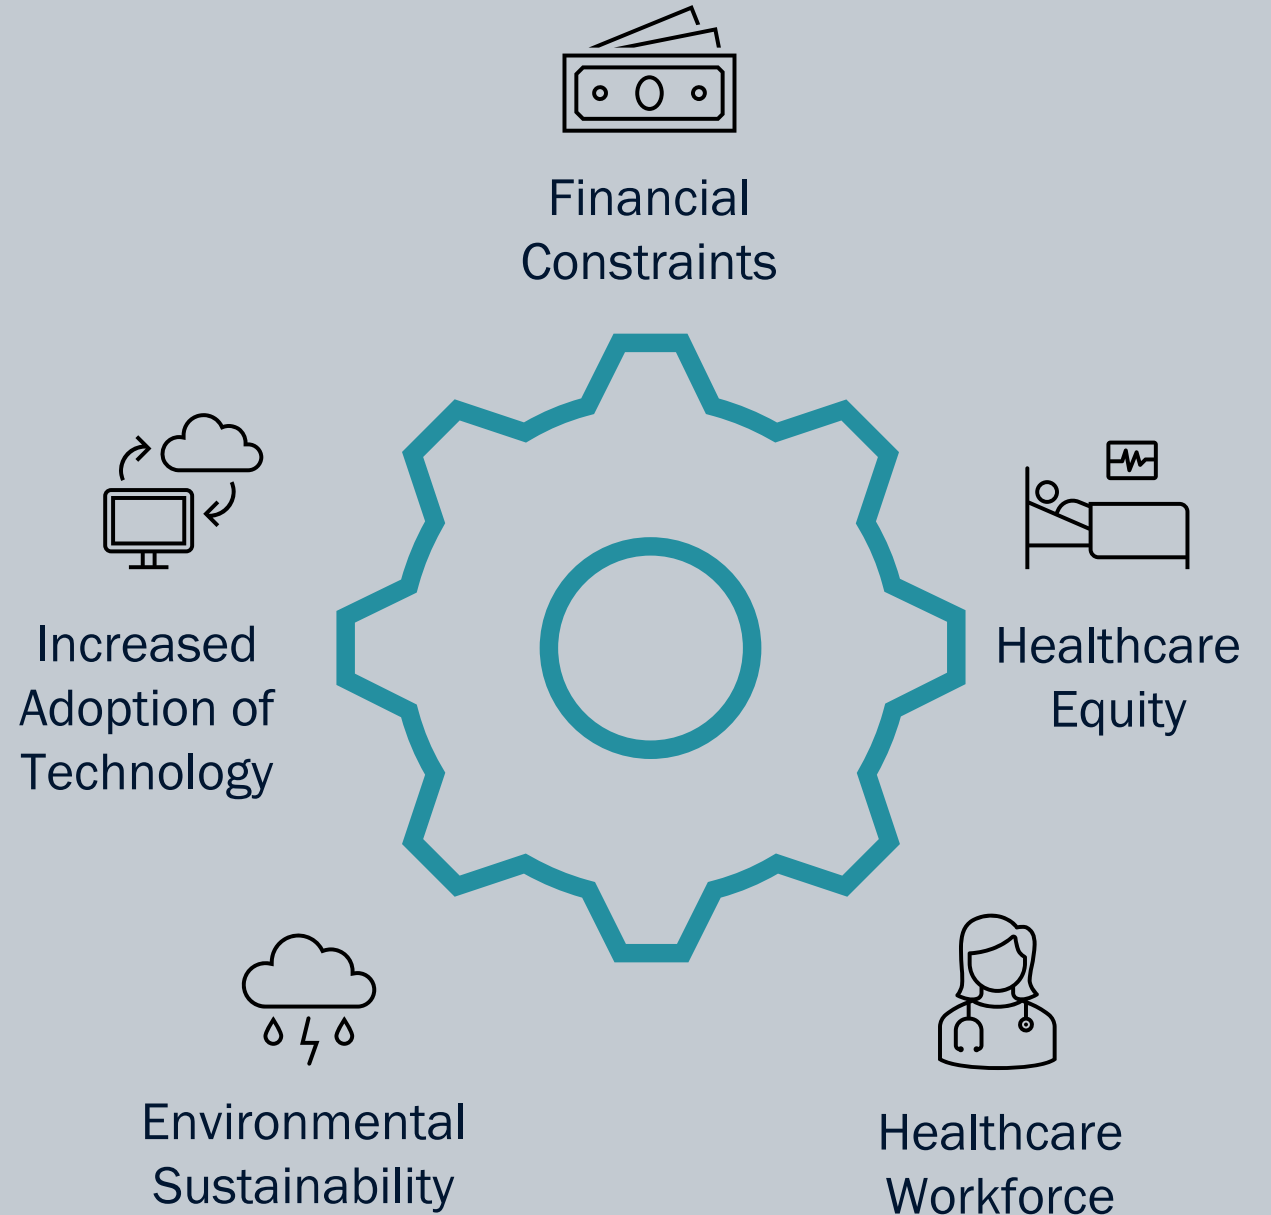 Financial
Constraints
Increased
Adoption of
Technology
Healthcare
Equity
Environmental
Sustainability
Healthcare
Workforce